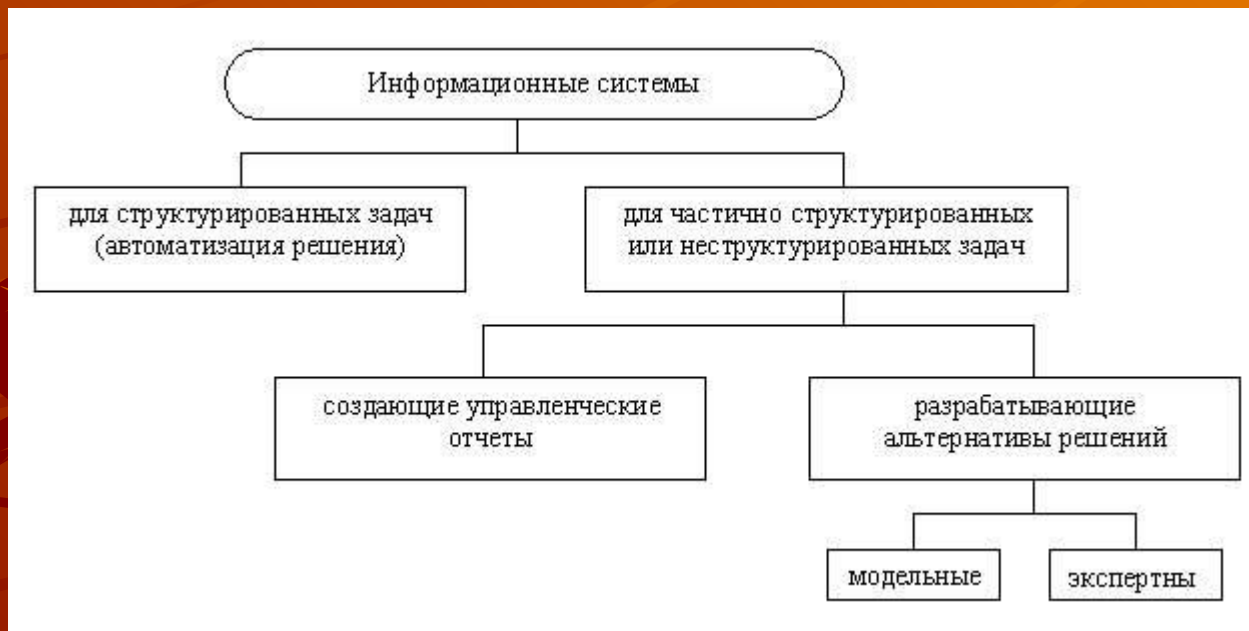 Информационные системы
для структурированных задач
(автоматизация решения)
для частично структурированных
или неструктурированных задач
создающие управленческие
отчеты
разрабатывающие
альтернативы решений
модельные
экспертны